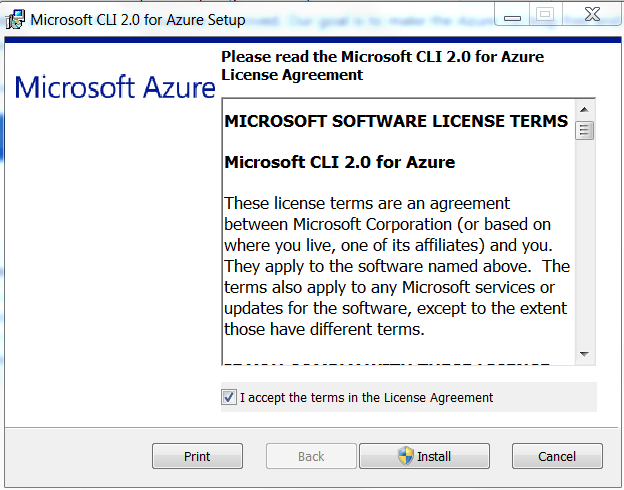 Microsoft CLI 2.0 for Azure Setup
Please read the Microsoft CLI 2.0 for Azure
License Agreement
Microsoft Azure
MICROSOFT SOFTWARE LICENSE TERMS
Microsoft CLI 2.0 for Azure
These license terms are an agreement
between Microsoft Corporation (or based on
where you live, one of its affiliates) and you.
They apply to the software named above.  The
terms also apply to any Microsoft services or
updates for the software, except to the extent
those have different terms.
I accept the terms in the License Agreement
Print
Back
Install
Cancel